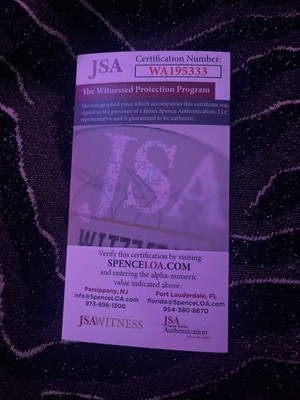 JSA
Certification Number:
WA195333
The Witnessed Protection Program
The autographed piece which accompanies this certificate was
signed in the presence of a James Spence Authentication, LLC
representative and is guaranteed to be authentic.
JSA
Verify this certification by visiting
SPENCELOA.COM
and entering the alpha-numeric
value indicated above.
Parsippany, NJ
info@SpenceLOA.com
973-898-1300
Fort Lauderdale, FL
florida@SpenceLOA.com
954-380-8670
JSAWITNESS
JSA
Authentication